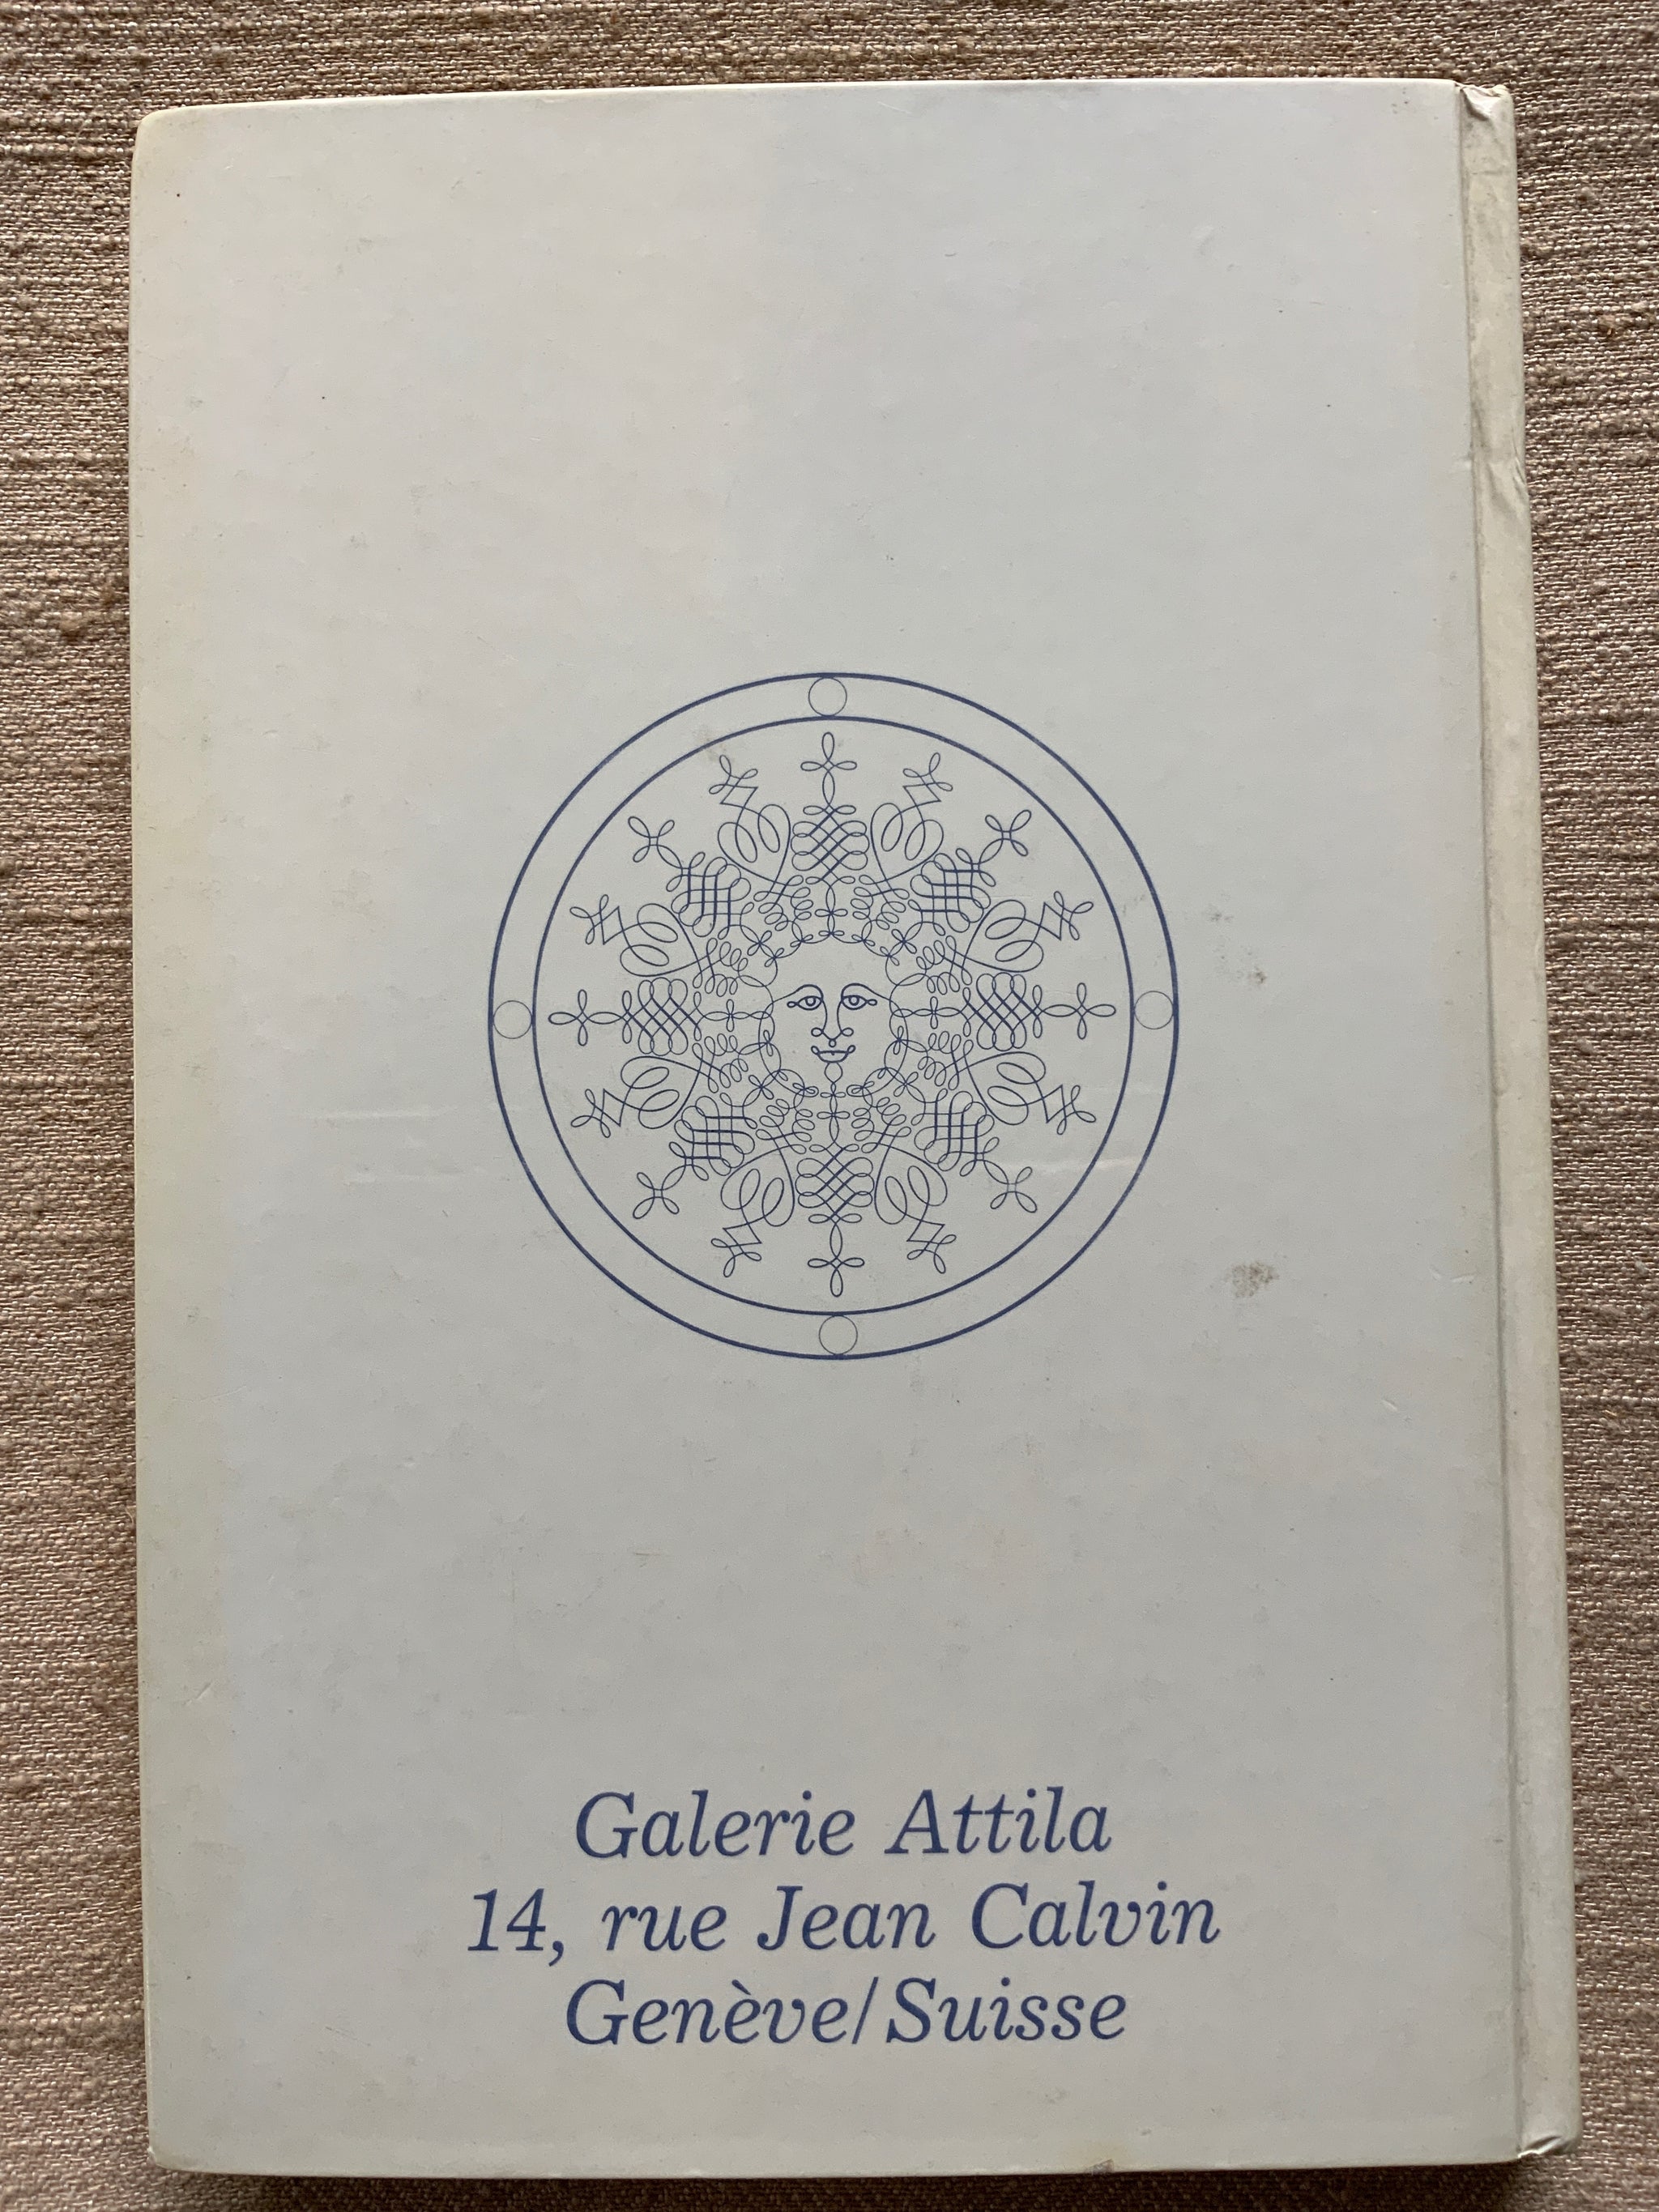 Galerie Attila
14, rue Jean Calvin
Genève/Suisse